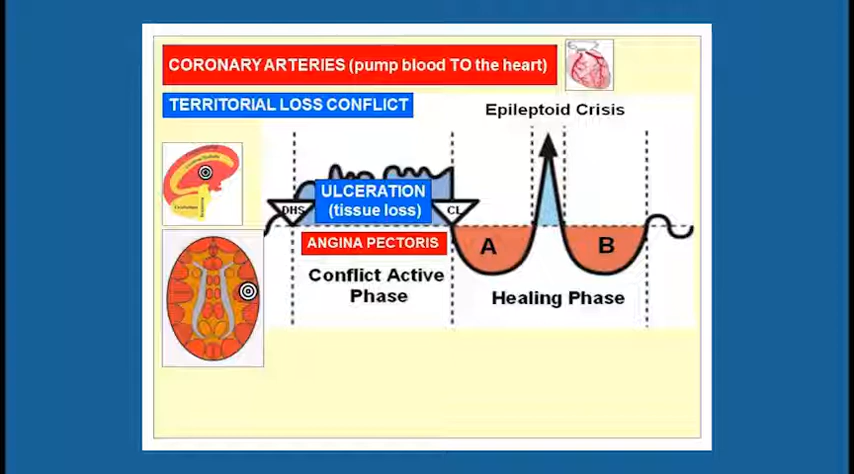 CORONARY ARTERIES (pump blood TO the heart)
TERRITORIAL LOSS CONFLICT
Epileptoid Crisis
ULCERATION
(tissue loss)
DHS
CL
ANGINA PECTORIS
A
B
Conflict Active
Phase
Healing Phase